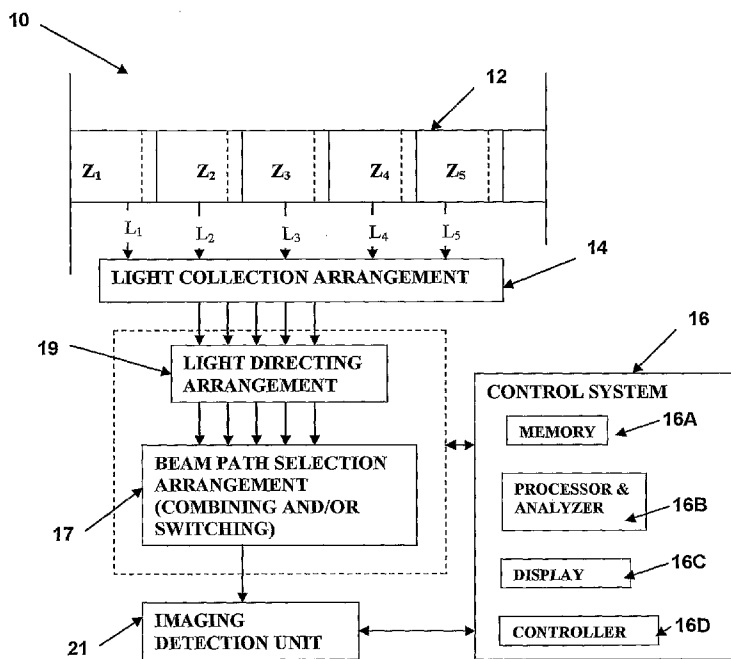 10
12
Z₁ Z₂ Z₃ Z₄ Z₅
L₁ L₂ L₃ L₄ L₅
LIGHT COLLECTION ARRANGEMENT
14
19
LIGHT DIRECTING
ARRANGEMENT
16
CONTROL SYSTEM
MEMORY
16A
BEAM PATH SELECTION
ARRANGEMENT
(COMBINING AND/OR
SWITCHING)
17
PROCESSOR &
ANALYZER
16B
DISPLAY
16C
IMAGING
DETECTION UNIT
21
CONTROLLER
16D